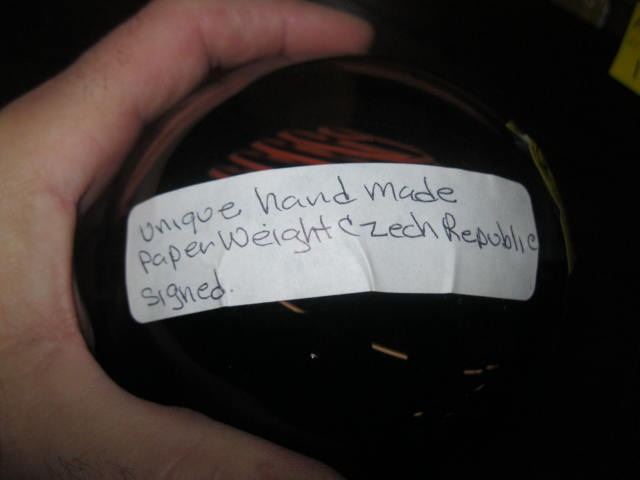 unique hand made
PaperWeight Czech Republic
signed.